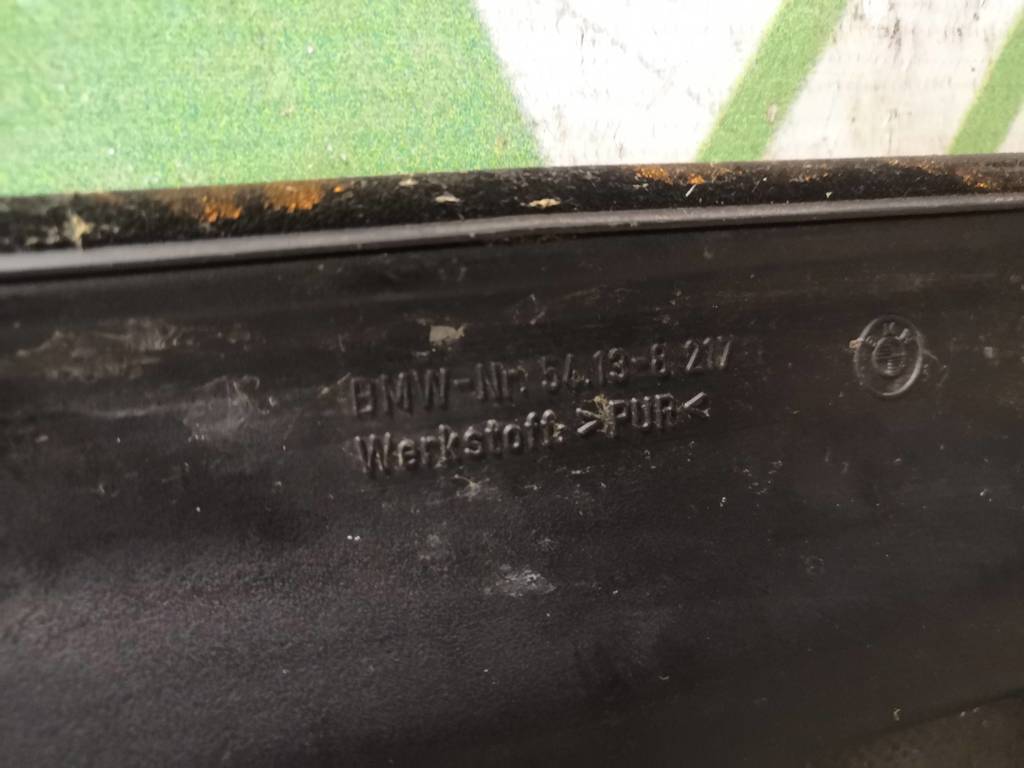 BMW-Nr. 54.13-8 217
Werkstoff: >PUR<